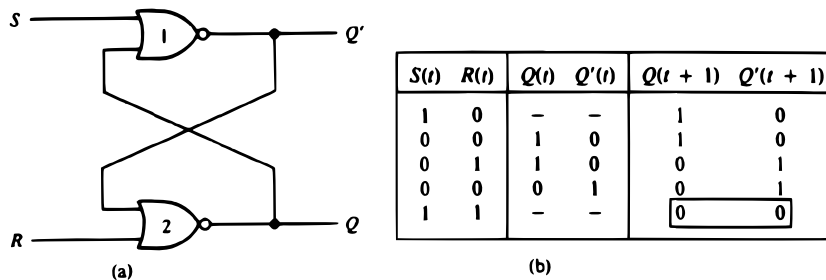 S
1
Q'
2
R
Q
(a)
S(t) R(t) Q(t) Q'(t) Q(t + 1) Q'(t + 1)
1 0 – – 1 0
0 0 1 0 1 0
0 1 1 0 0 1
0 0 0 1 0 1
1 1 – – 0 0
(b)